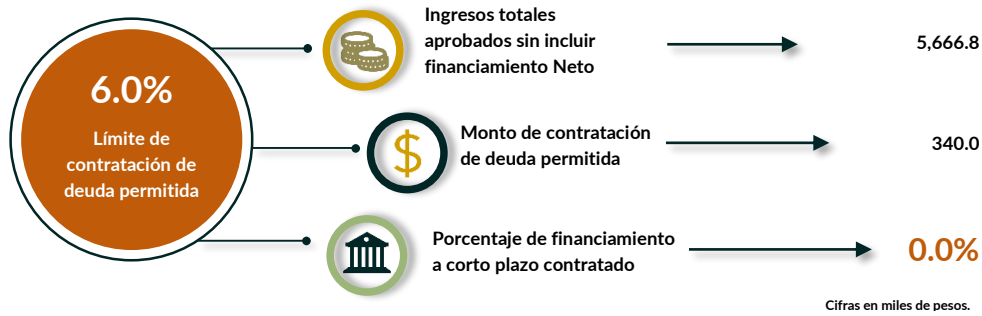 6.0%
Límite de
contratación de
deuda permitida
Ingresos totales
aprobados sin incluir
financiamiento Neto
5,666.8
$
Monto de contratación
de deuda permitida
340.0
Porcentaje de financiamiento
a corto plazo contratado
0.0%
Cifras en miles de pesos.